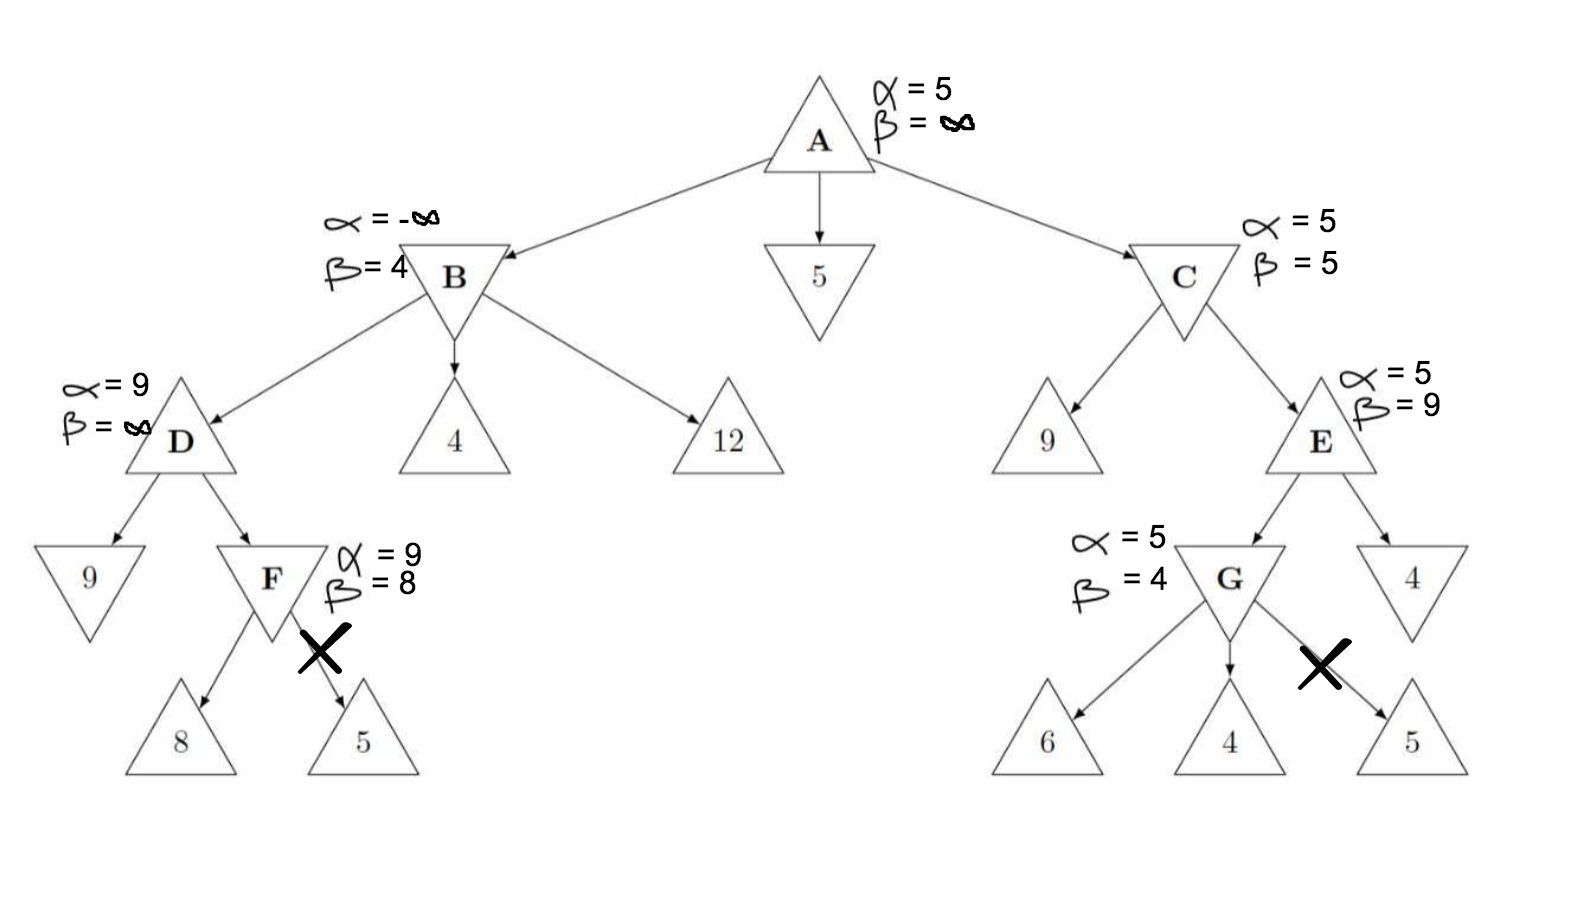 α = 5
β = ∞
A
α = -∞
β = 4
B
5
C
α = 5
β = 5
α = 9
β = ∞
D
4
12
9
E
α = 5
β = 9
9
F
α = 9
β = 8
α = 5
β = 4
G
4
8
5
6
4
5